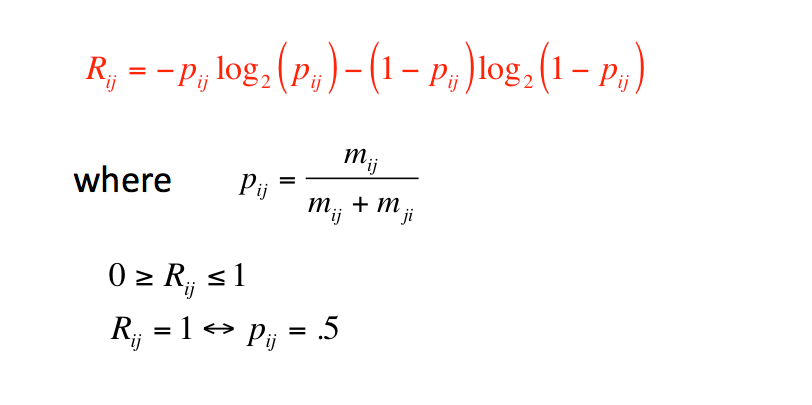 R_ij = −p_ij log_2(p_ij) − (1 − p_ij)log_2(1 − p_ij)
where p_ij = m_ij / (m_ij + m_ji)
0 ≥ R_ij ≤ 1
R_ij = 1 ↔ p_ij = .5